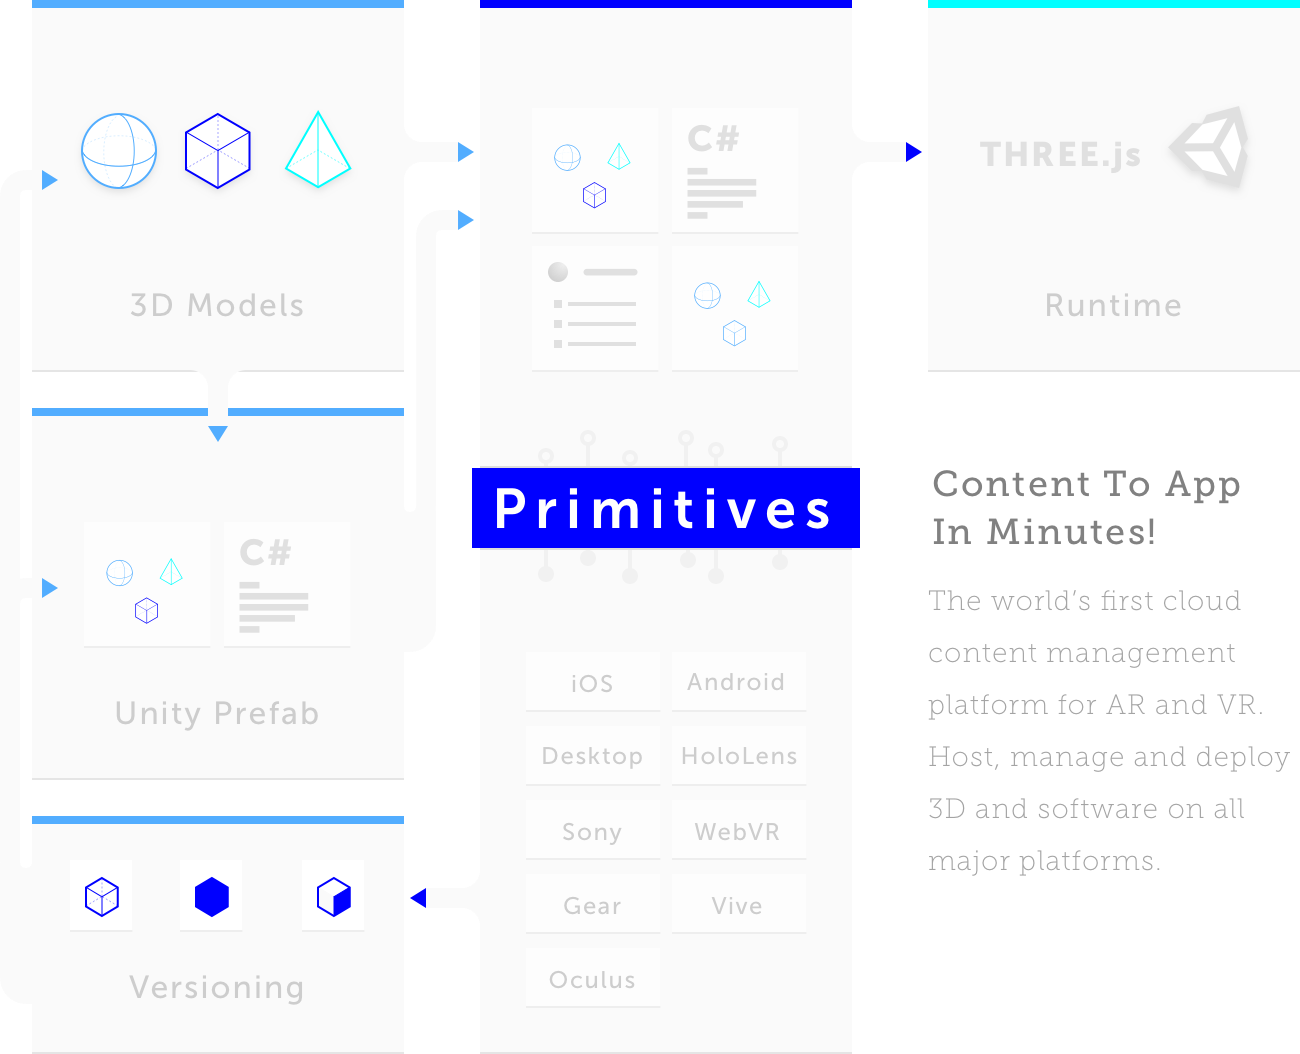 3D Models
C#
THREE.js
Runtime
Primitives
C#
Unity Prefab
iOS
Android
Desktop
HoloLens
Sony
WebVR
Gear
Vive
Oculus
Versioning
Content To App
In Minutes!
The world’s first cloud
content management
platform for AR and VR.
Host, manage and deploy
3D and software on all
major platforms.